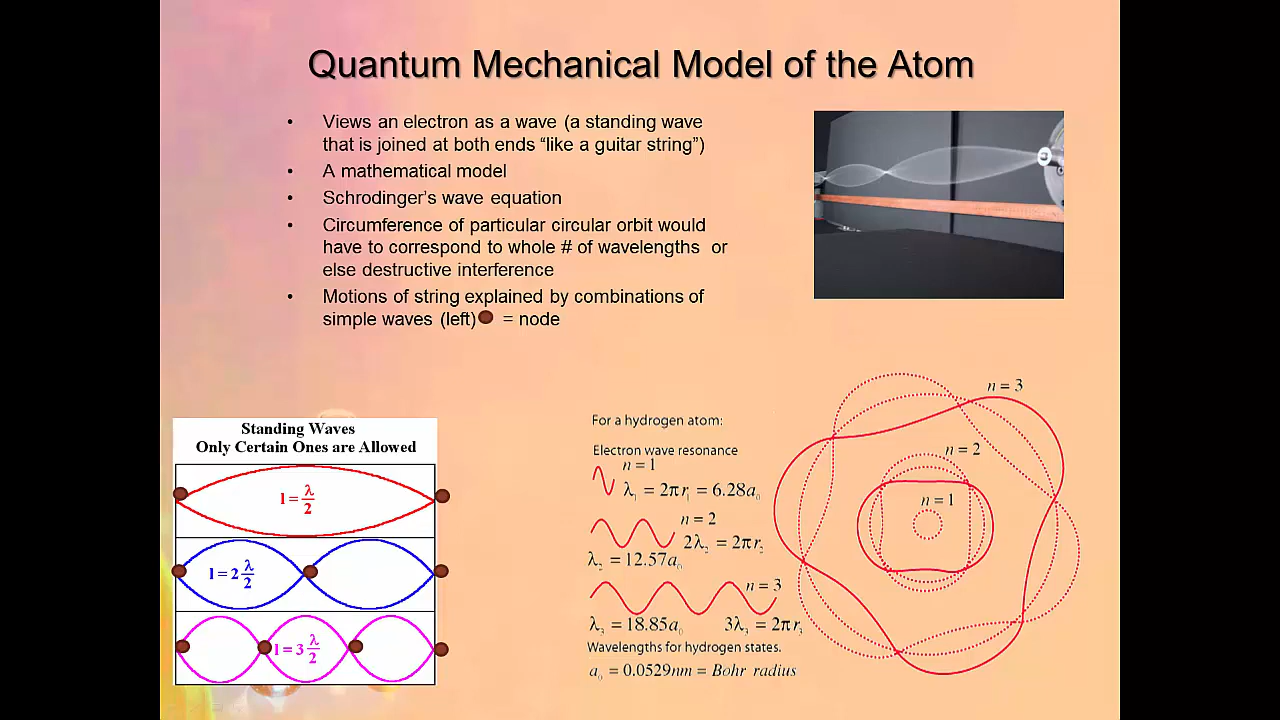 Quantum Mechanical Model of the Atom
• Views an electron as a wave (a standing wave
that is joined at both ends “like a guitar string”)
• A mathematical model
• Schrodinger’s wave equation
• Circumference of particular circular orbit would
have to correspond to whole # of wavelengths or
else destructive interference
• Motions of string explained by combinations of
simple waves (left) = node
Standing Waves
Only Certain Ones are Allowed
l = λ/2
l = 2 λ/2
l = 3 λ/2
For a hydrogen atom:
Electron wave resonance
n = 1
λ₁ = 2πr₁ = 6.28a₀
n = 2
2λ₂ = 2πr₂
λ₂ = 12.57a₀
n = 3
λ₃ = 18.85a₀ 3λ₃ = 2πr₃
Wavelengths for hydrogen states.
a₀ = 0.0529nm = Bohr radius
n = 3
n = 2
n = 1